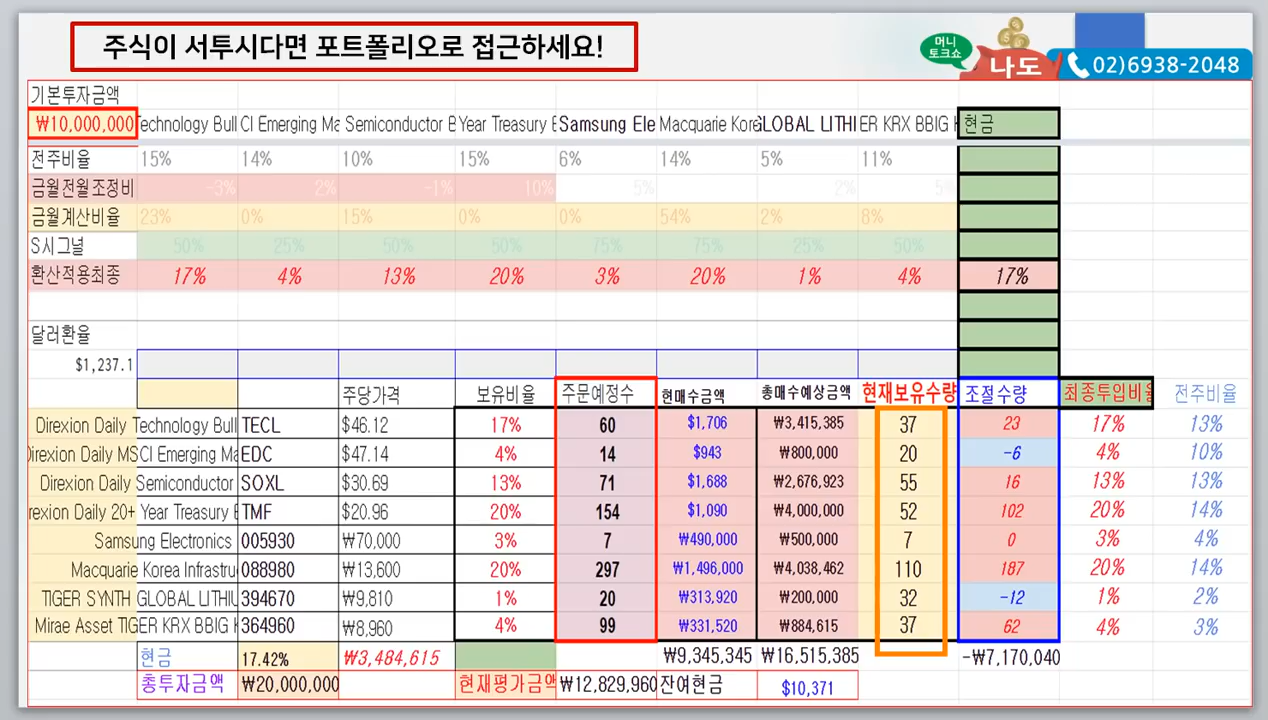 주식이 서투시다면 포트폴리오로 접근하세요!
머니
토크쇼
나도
02)6938-2048
기본투자금액
₩10,000,000 Technology Bull CI Emerging Ma Semiconductor B Year Treasury B Samsung Ele Macquarie Kore GLOBAL LITHI ER KRX BBIG K 현금
전주비율 15% 14% 10% 15% 6% 14% 5% 11%
금월전월조정비 -3% 2% -1% 10% 5% 2% 5%
금월계산비율 23% 0% 15% 0% 0% 54% 2% 8%
S시그널 50% 25% 50% 50% 75% 75% 25% 50%
환산적용최종 17% 4% 13% 20% 3% 20% 1% 4% 17%
달러환율
$1,237.1
주당가격 보유비율 주문예정수 현매수금액 총매수예상금액 현재보유수량 조절수량 최종투입비율 전주비율
Direxion Daily Technology Bull TECL $46.12 17% 60 $1,706 ₩3,415,385 37 23 17% 13%
Direxion Daily MSCI Emerging Ma EDC $47.14 4% 14 $943 ₩800,000 20 -6 4% 10%
Direxion Daily Semiconductor SOXL $30.69 13% 71 $1,688 ₩2,676,923 55 16 13% 13%
rexion Daily 20+ Year Treasury B TMF $20.96 20% 154 $1,090 ₩4,000,000 52 102 20% 14%
Samsung Electronics 005930 ₩70,000 3% 7 ₩490,000 ₩500,000 7 0 3% 4%
Macquarie Korea Infrastru 088980 ₩13,600 20% 297 ₩1,496,000 ₩4,038,462 110 187 20% 14%
TIGER SYNTH GLOBAL LITHIU 394670 ₩9,810 1% 20 ₩313,920 ₩200,000 32 -12 1% 2%
Mirae Asset TIGER KRX BBIG K 364960 ₩8,960 4% 99 ₩331,520 ₩884,615 37 62 4% 3%
현금 17.42% ₩3,484,615 ₩9,345,345 ₩16,515,385 -₩7,170,040
총투자금액 ₩20,000,000 현재평가금액 ₩12,829,960 잔여현금 $10,371